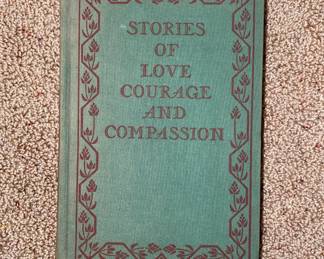 STORIES
OF
LOVE
COURAGE
AND
COMPASSION